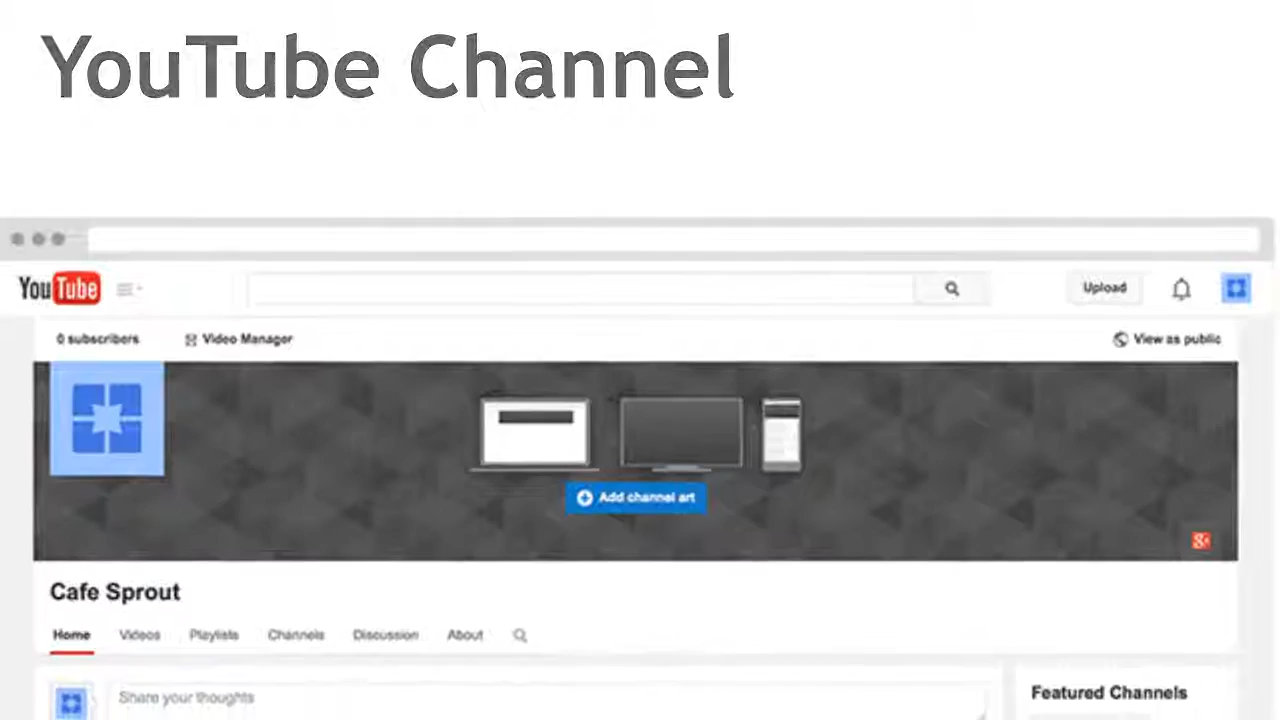 YouTube Channel
YouTube
Upload
0 subscribers
Video Manager
View as public
Add channel art
g+
Cafe Sprout
Home Videos Playlists Channels Discussion About
Share your thoughts
Featured Channels